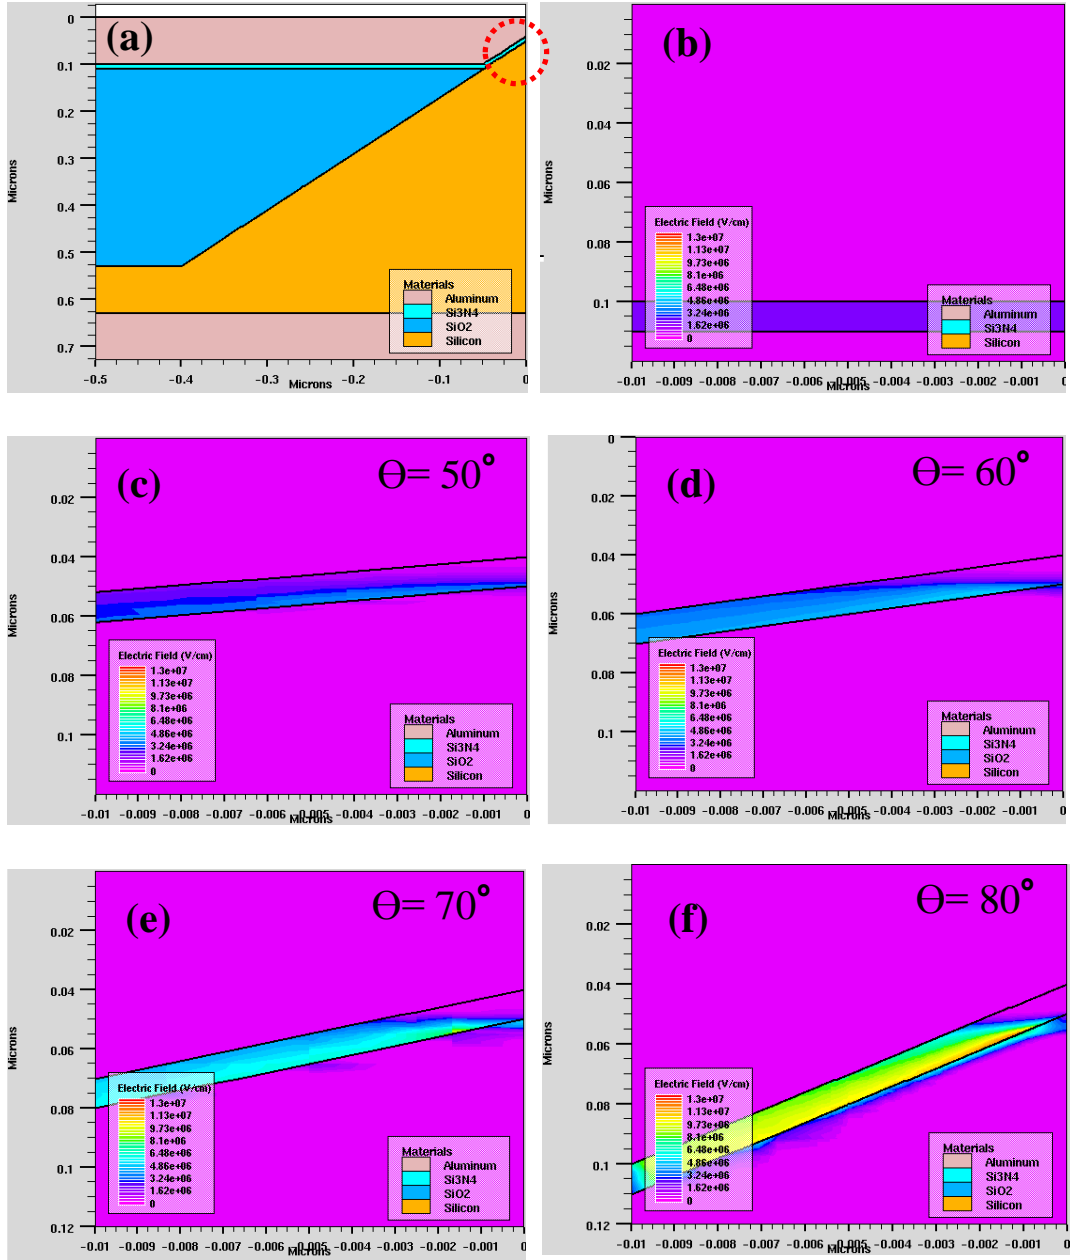 (a)
0
0.1
0.2
0.3
0.4
0.5
0.6
0.7
Microns
Materials
Aluminum
Si3N4
SiO2
Silicon
-0.5
-0.4
-0.3
-0.2
-0.1
0
Microns
(b)
0.02
0.04
0.06
0.08
0.1
Microns
Electric Field (V/cm)
1.3e+07
1.13e+07
9.73e+06
8.1e+06
6.48e+06
4.86e+06
3.24e+06
1.62e+06
0
Materials
Aluminum
Si3N4
SiO2
Silicon
-0.01 -0.009 -0.008 -0.007 -0.006 -0.005 -0.004 -0.003 -0.002 -0.001 0
Microns
(c)
Θ= 50°
0.02
0.04
0.06
0.08
0.1
Microns
Electric Field (V/cm)
1.3e+07
1.13e+07
9.73e+06
8.1e+06
6.48e+06
4.86e+06
3.24e+06
1.62e+06
0
Materials
Aluminum
Si3N4
SiO2
Silicon
-0.01 -0.009 -0.008 -0.007 -0.006 -0.005 -0.004 -0.003 -0.002 -0.001 0
Microns
(d)
Θ= 60°
0
0.02
0.04
0.06
0.08
0.1
Microns
Electric Field (V/cm)
1.3e+07
1.13e+07
9.73e+06
8.1e+06
6.48e+06
4.86e+06
3.24e+06
1.62e+06
0
Materials
Aluminum
Si3N4
SiO2
Silicon
-0.01 -0.009 -0.008 -0.007 -0.006 -0.005 -0.004 -0.003 -0.002 -0.001 0
Microns
(e)
Θ= 70°
0.02
0.04
0.06
0.08
0.1
0.12
Microns
Electric Field (V/cm)
1.3e+07
1.13e+07
9.73e+06
8.1e+06
6.48e+06
4.86e+06
3.24e+06
1.62e+06
0
Materials
Aluminum
Si3N4
SiO2
Silicon
-0.01 -0.009 -0.008 -0.007 -0.006 -0.005 -0.004 -0.003 -0.002 -0.001 0
Microns
(f)
Θ= 80°
0.02
0.04
0.06
0.08
0.1
0.12
Microns
Electric Field (V/cm)
1.3e+07
1.13e+07
9.73e+06
8.1e+06
6.48e+06
4.86e+06
3.24e+06
1.62e+06
0
Materials
Aluminum
Si3N4
SiO2
Silicon
-0.01 -0.009 -0.008 -0.007 -0.006 -0.005 -0.004 -0.003 -0.002 -0.001 0
Microns